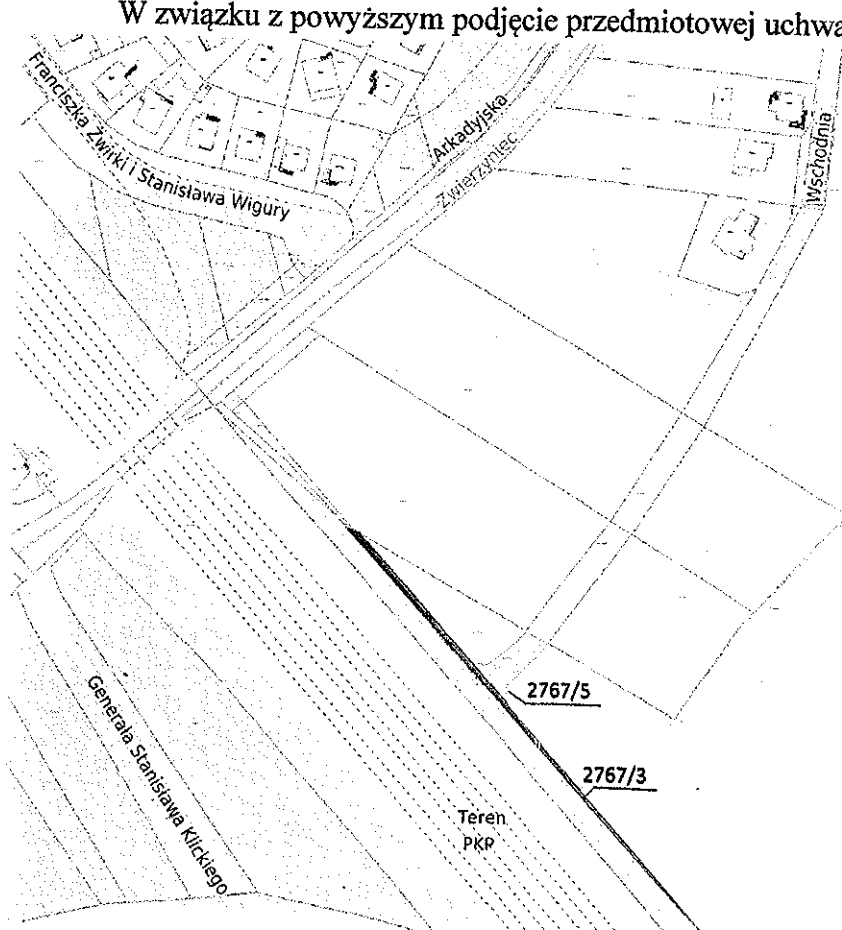 W związku z powyższym podjęcie przedmiotowej uchwa
Franciszka Żwirki i Stanisława Wigury
Arkadyjska
Zwierzyniec
Wschodnia
2767/5
2767/3
Generała Stanisława Klickiego
Teren
PKP